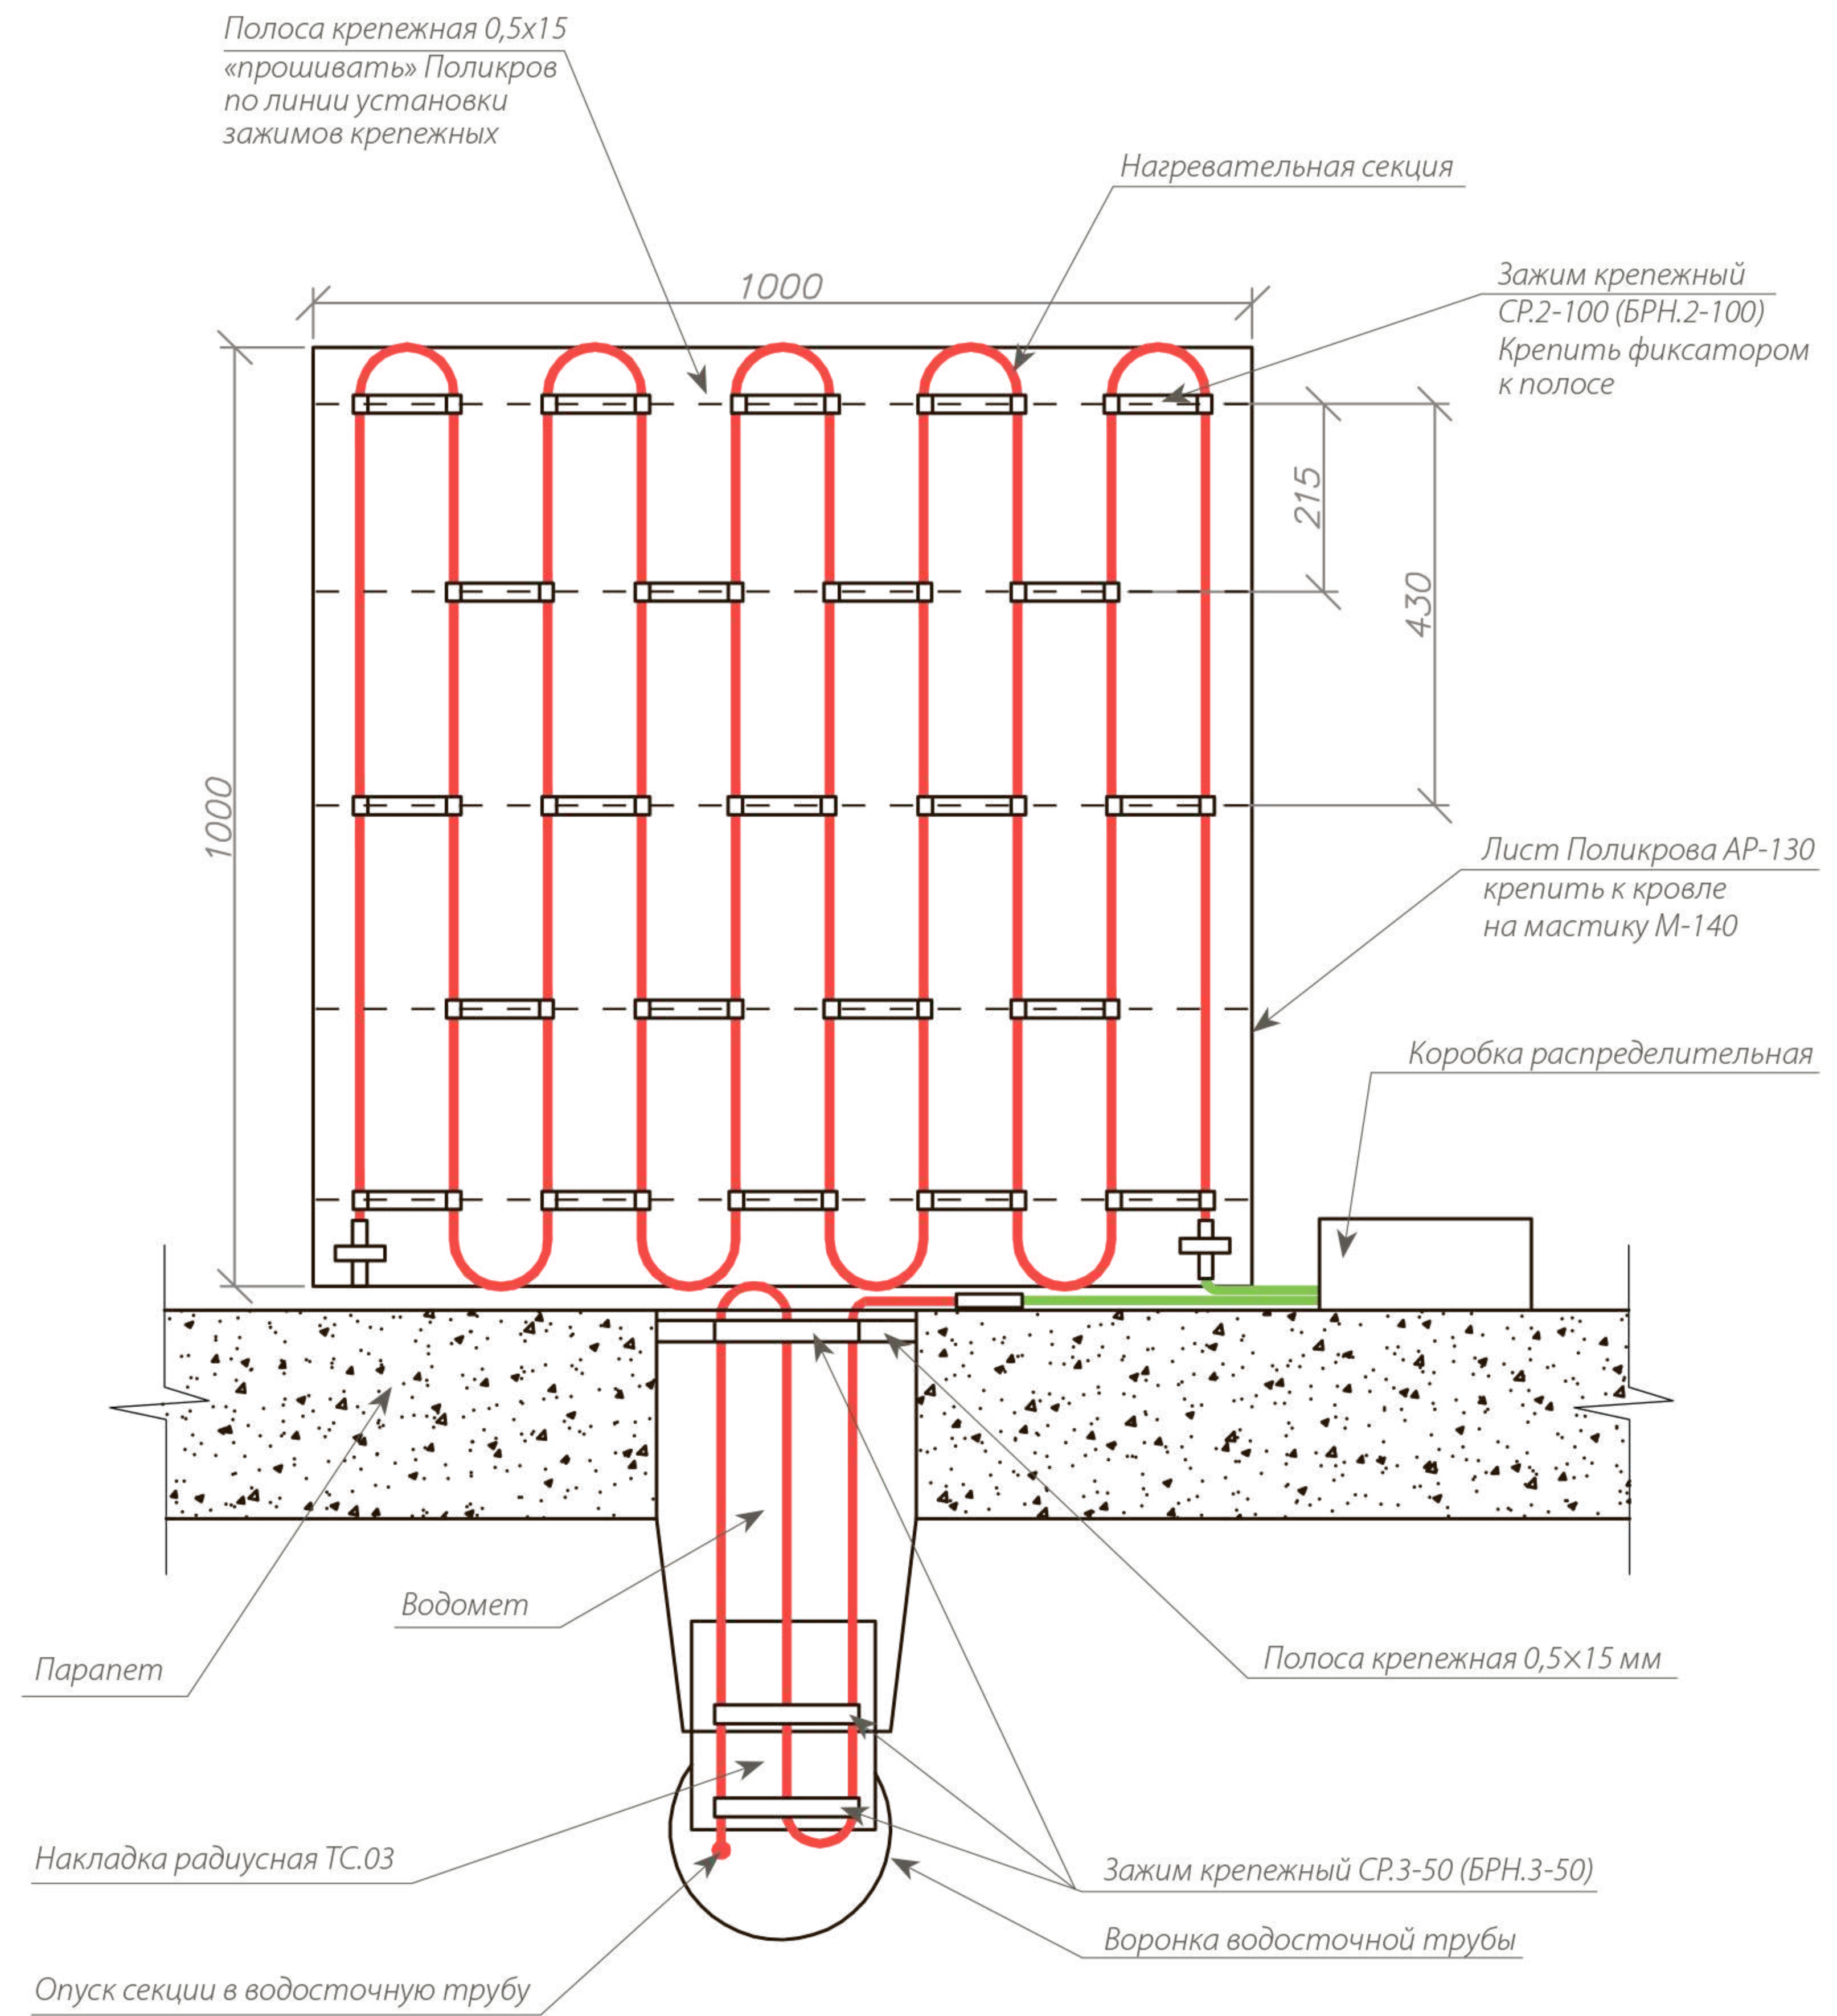 Полоса крепежная 0,5х15
«прошивать» Поликров
по линии установки
зажимов крепежных
Нагревательная секция
Зажим крепежный
СР.2-100 (БРН.2-100)
Крепить фиксатором
к полосе
1000
215
430
1000
Лист Поликрова АР-130
крепить к кровле
на мастику М-140
Коробка распределительная
Водомет
Парапет
Полоса крепежная 0,5×15 мм
Накладка радиусная ТС.03
Зажим крепежный СР.3-50 (БРН.3-50)
Воронка водосточной трубы
Опуск секции в водосточную трубу